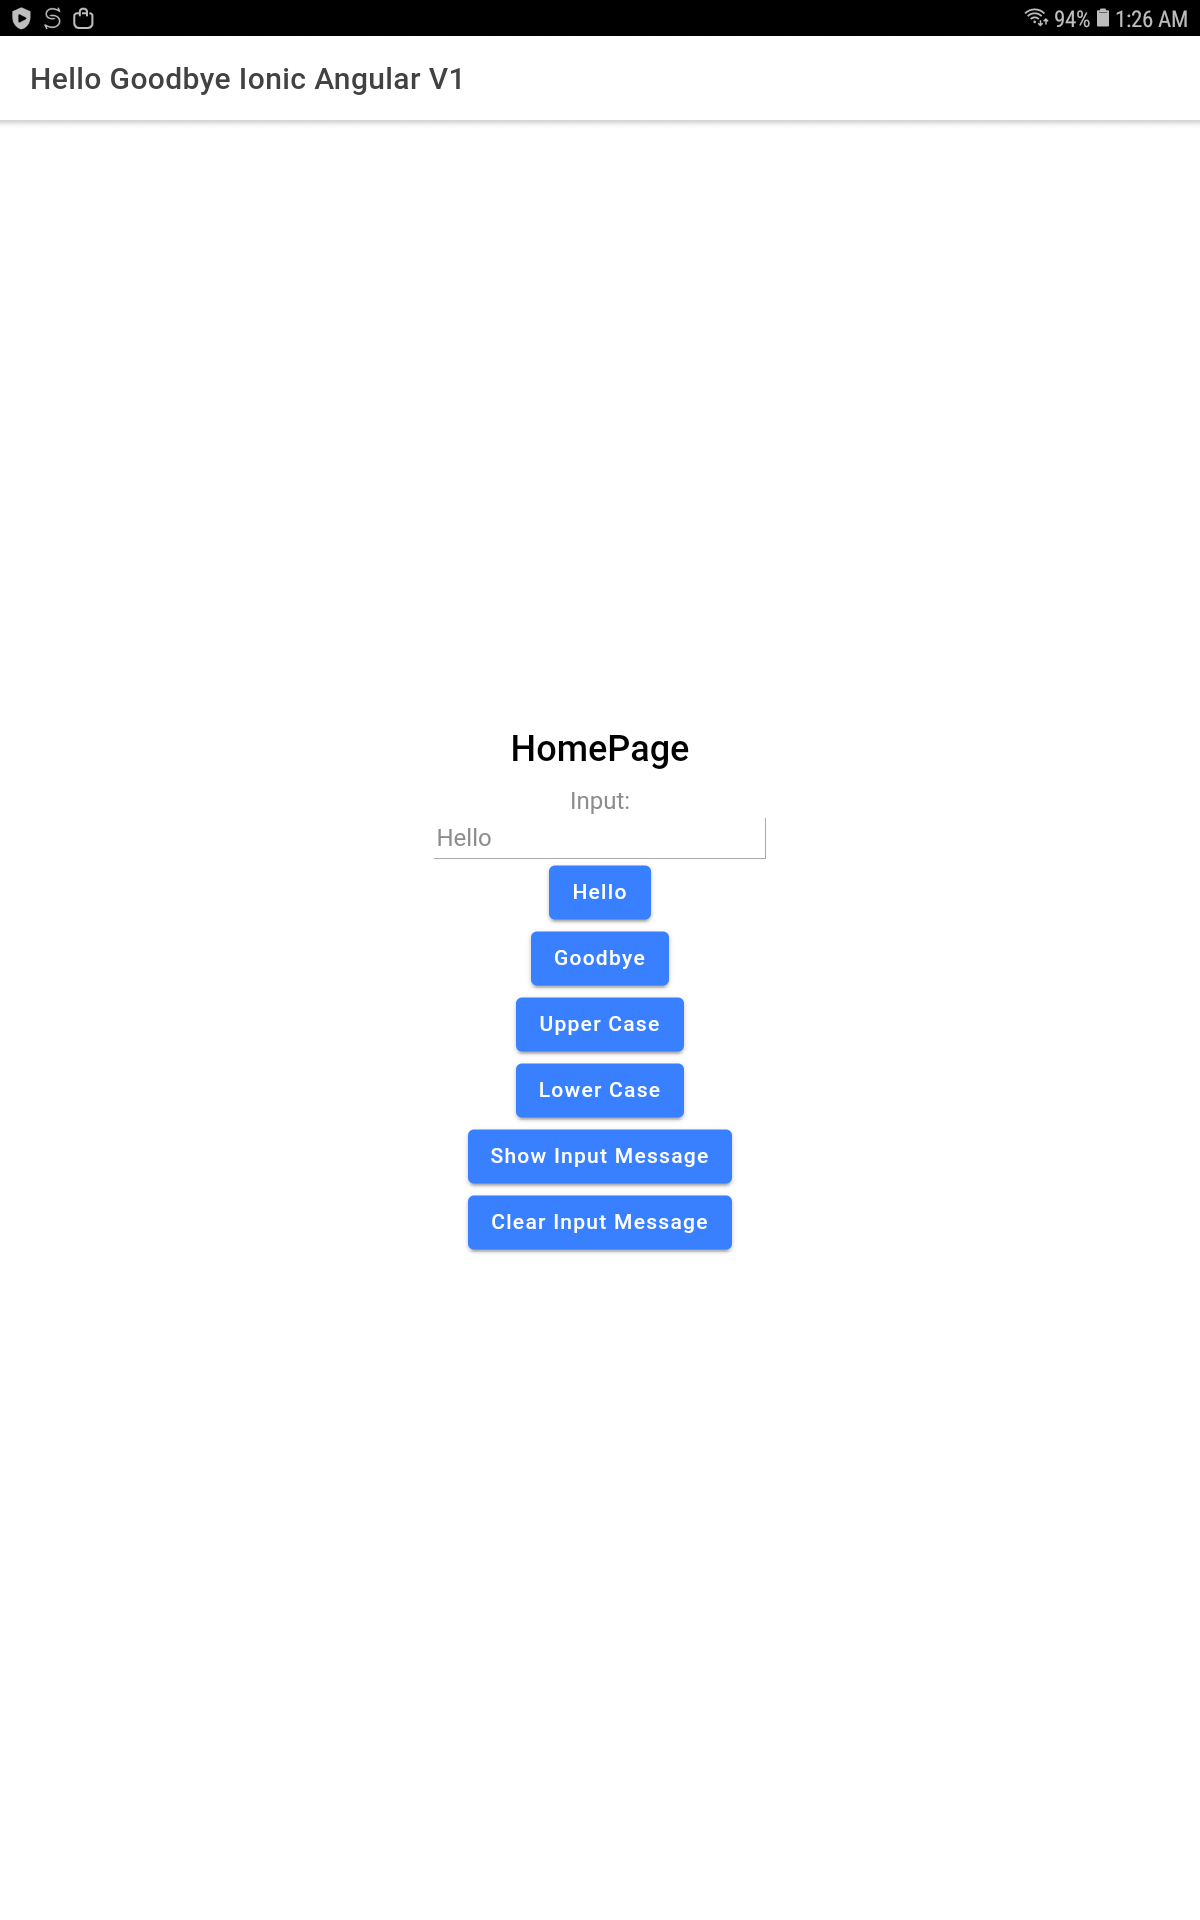 94% 1:26 AM
Hello Goodbye Ionic Angular V1
HomePage
Input:
Hello
Hello
Goodbye
Upper Case
Lower Case
Show Input Message
Clear Input Message